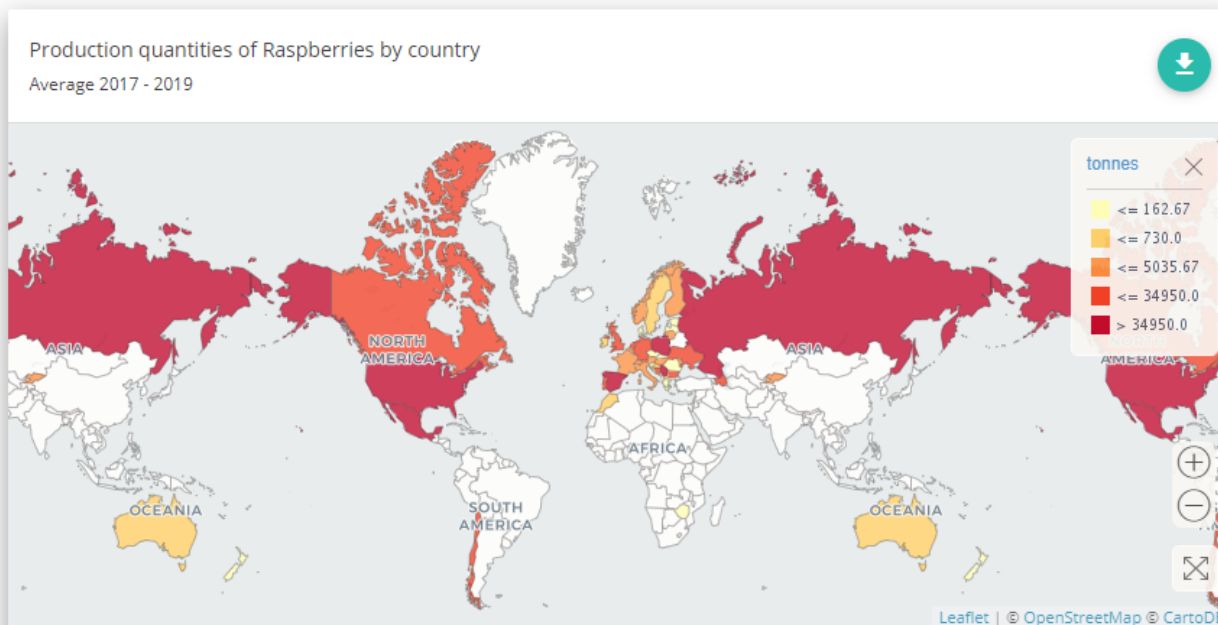 Production quantities of Raspberries by country
Average 2017 - 2019
tonnes
<= 162.67
<= 730.0
<= 5035.67
<= 34950.0
> 34950.0
ASIA
NORTH
AMERICA
ASIA
NORTH
AMERICA
AFRICA
OCEANIA
SOUTH
AMERICA
OCEANIA
Leaflet | © OpenStreetMap © CartoDB